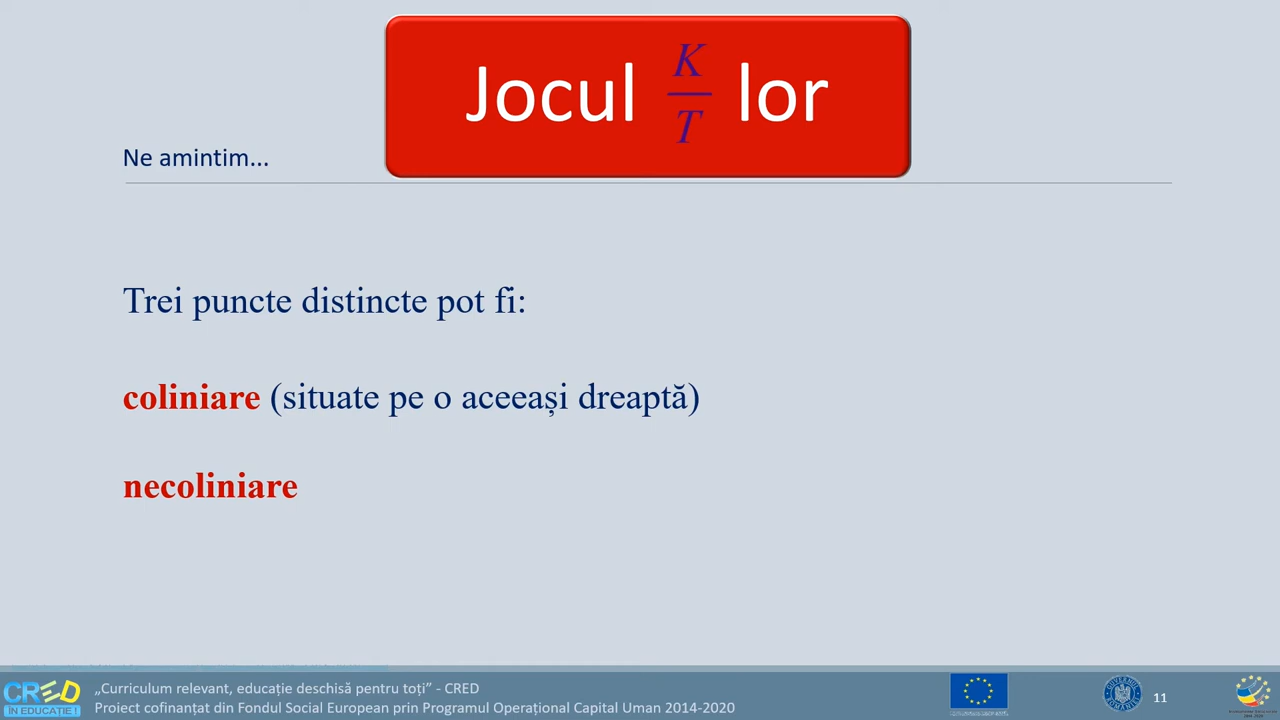 Jocul K/T lor
Ne amintim...
Trei puncte distincte pot fi:
coliniare (situate pe o aceeași dreaptă)
necoliniare
CRED
ÎN EDUCAȚIE !
„Curriculum relevant, educație deschisă pentru toți” - CRED
Proiect cofinanțat din Fondul Social European prin Programul Operațional Capital Uman 2014-2020
11